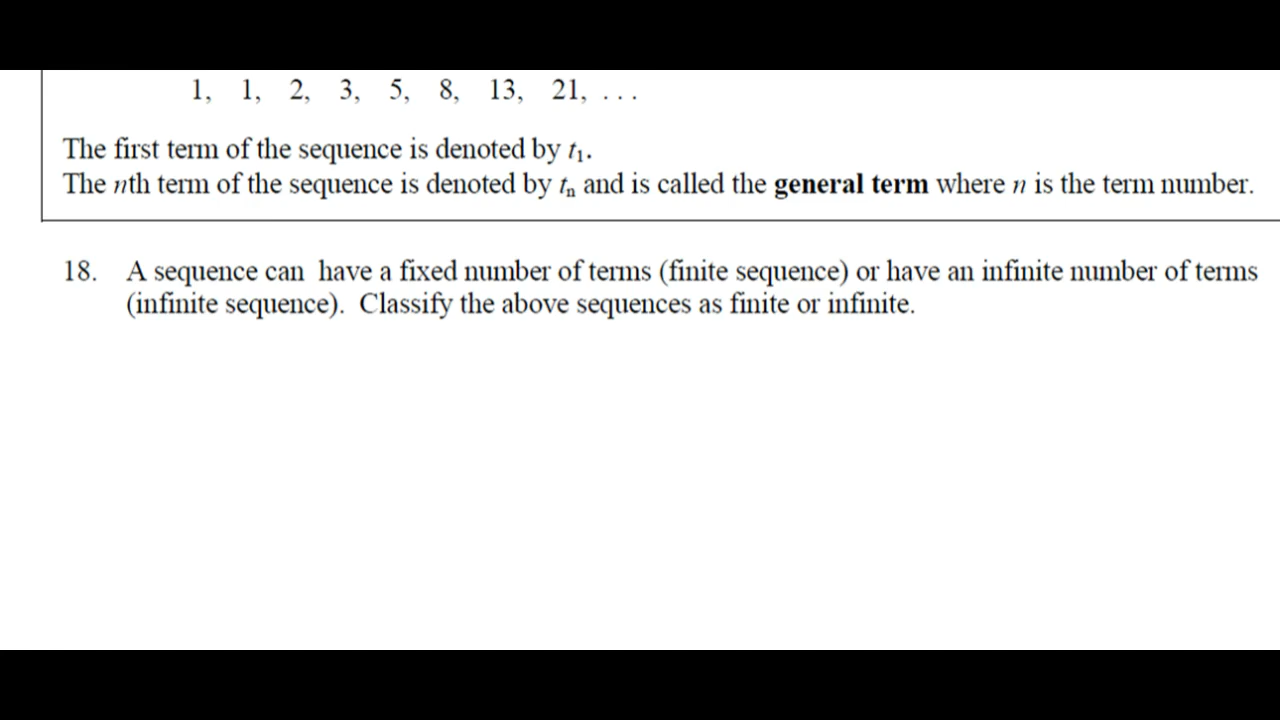 1, 1, 2, 3, 5, 8, 13, 21, . . .
The first term of the sequence is denoted by t₁.
The nth term of the sequence is denoted by tₙ and is called the general term where n is the term number.
18. A sequence can have a fixed number of terms (finite sequence) or have an infinite number of terms
(infinite sequence). Classify the above sequences as finite or infinite.